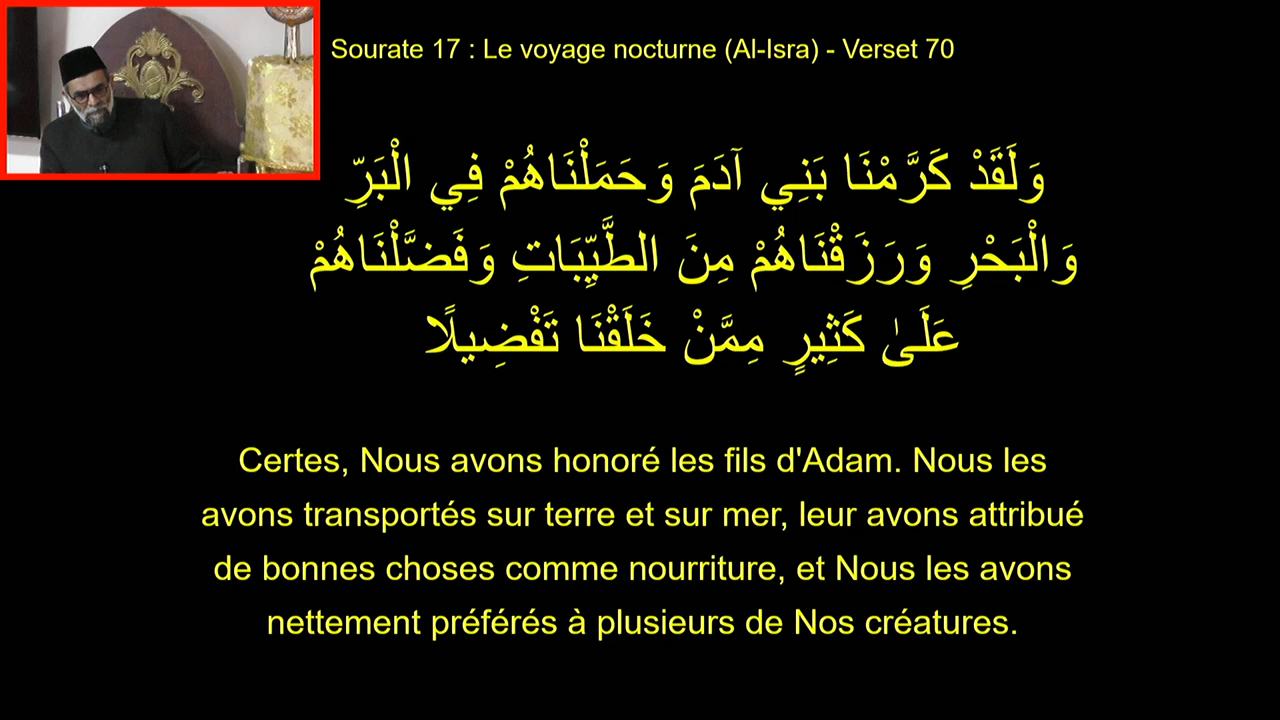 Sourate 17 : Le voyage nocturne (Al-Isra) - Verset 70
وَلَقَدْ كَرَّمْنَا بَنِي آدَمَ وَحَمَلْنَاهُمْ فِي الْبَرِّ
وَالْبَحْرِ وَرَزَقْنَاهُمْ مِنَ الطَّيِّبَاتِ وَفَضَّلْنَاهُمْ
عَلَىٰ كَثِيرٍ مِمَّنْ خَلَقْنَا تَفْضِيلًا
Certes, Nous avons honoré les fils d'Adam. Nous les
avons transportés sur terre et sur mer, leur avons attribué
de bonnes choses comme nourriture, et Nous les avons
nettement préférés à plusieurs de Nos créatures.